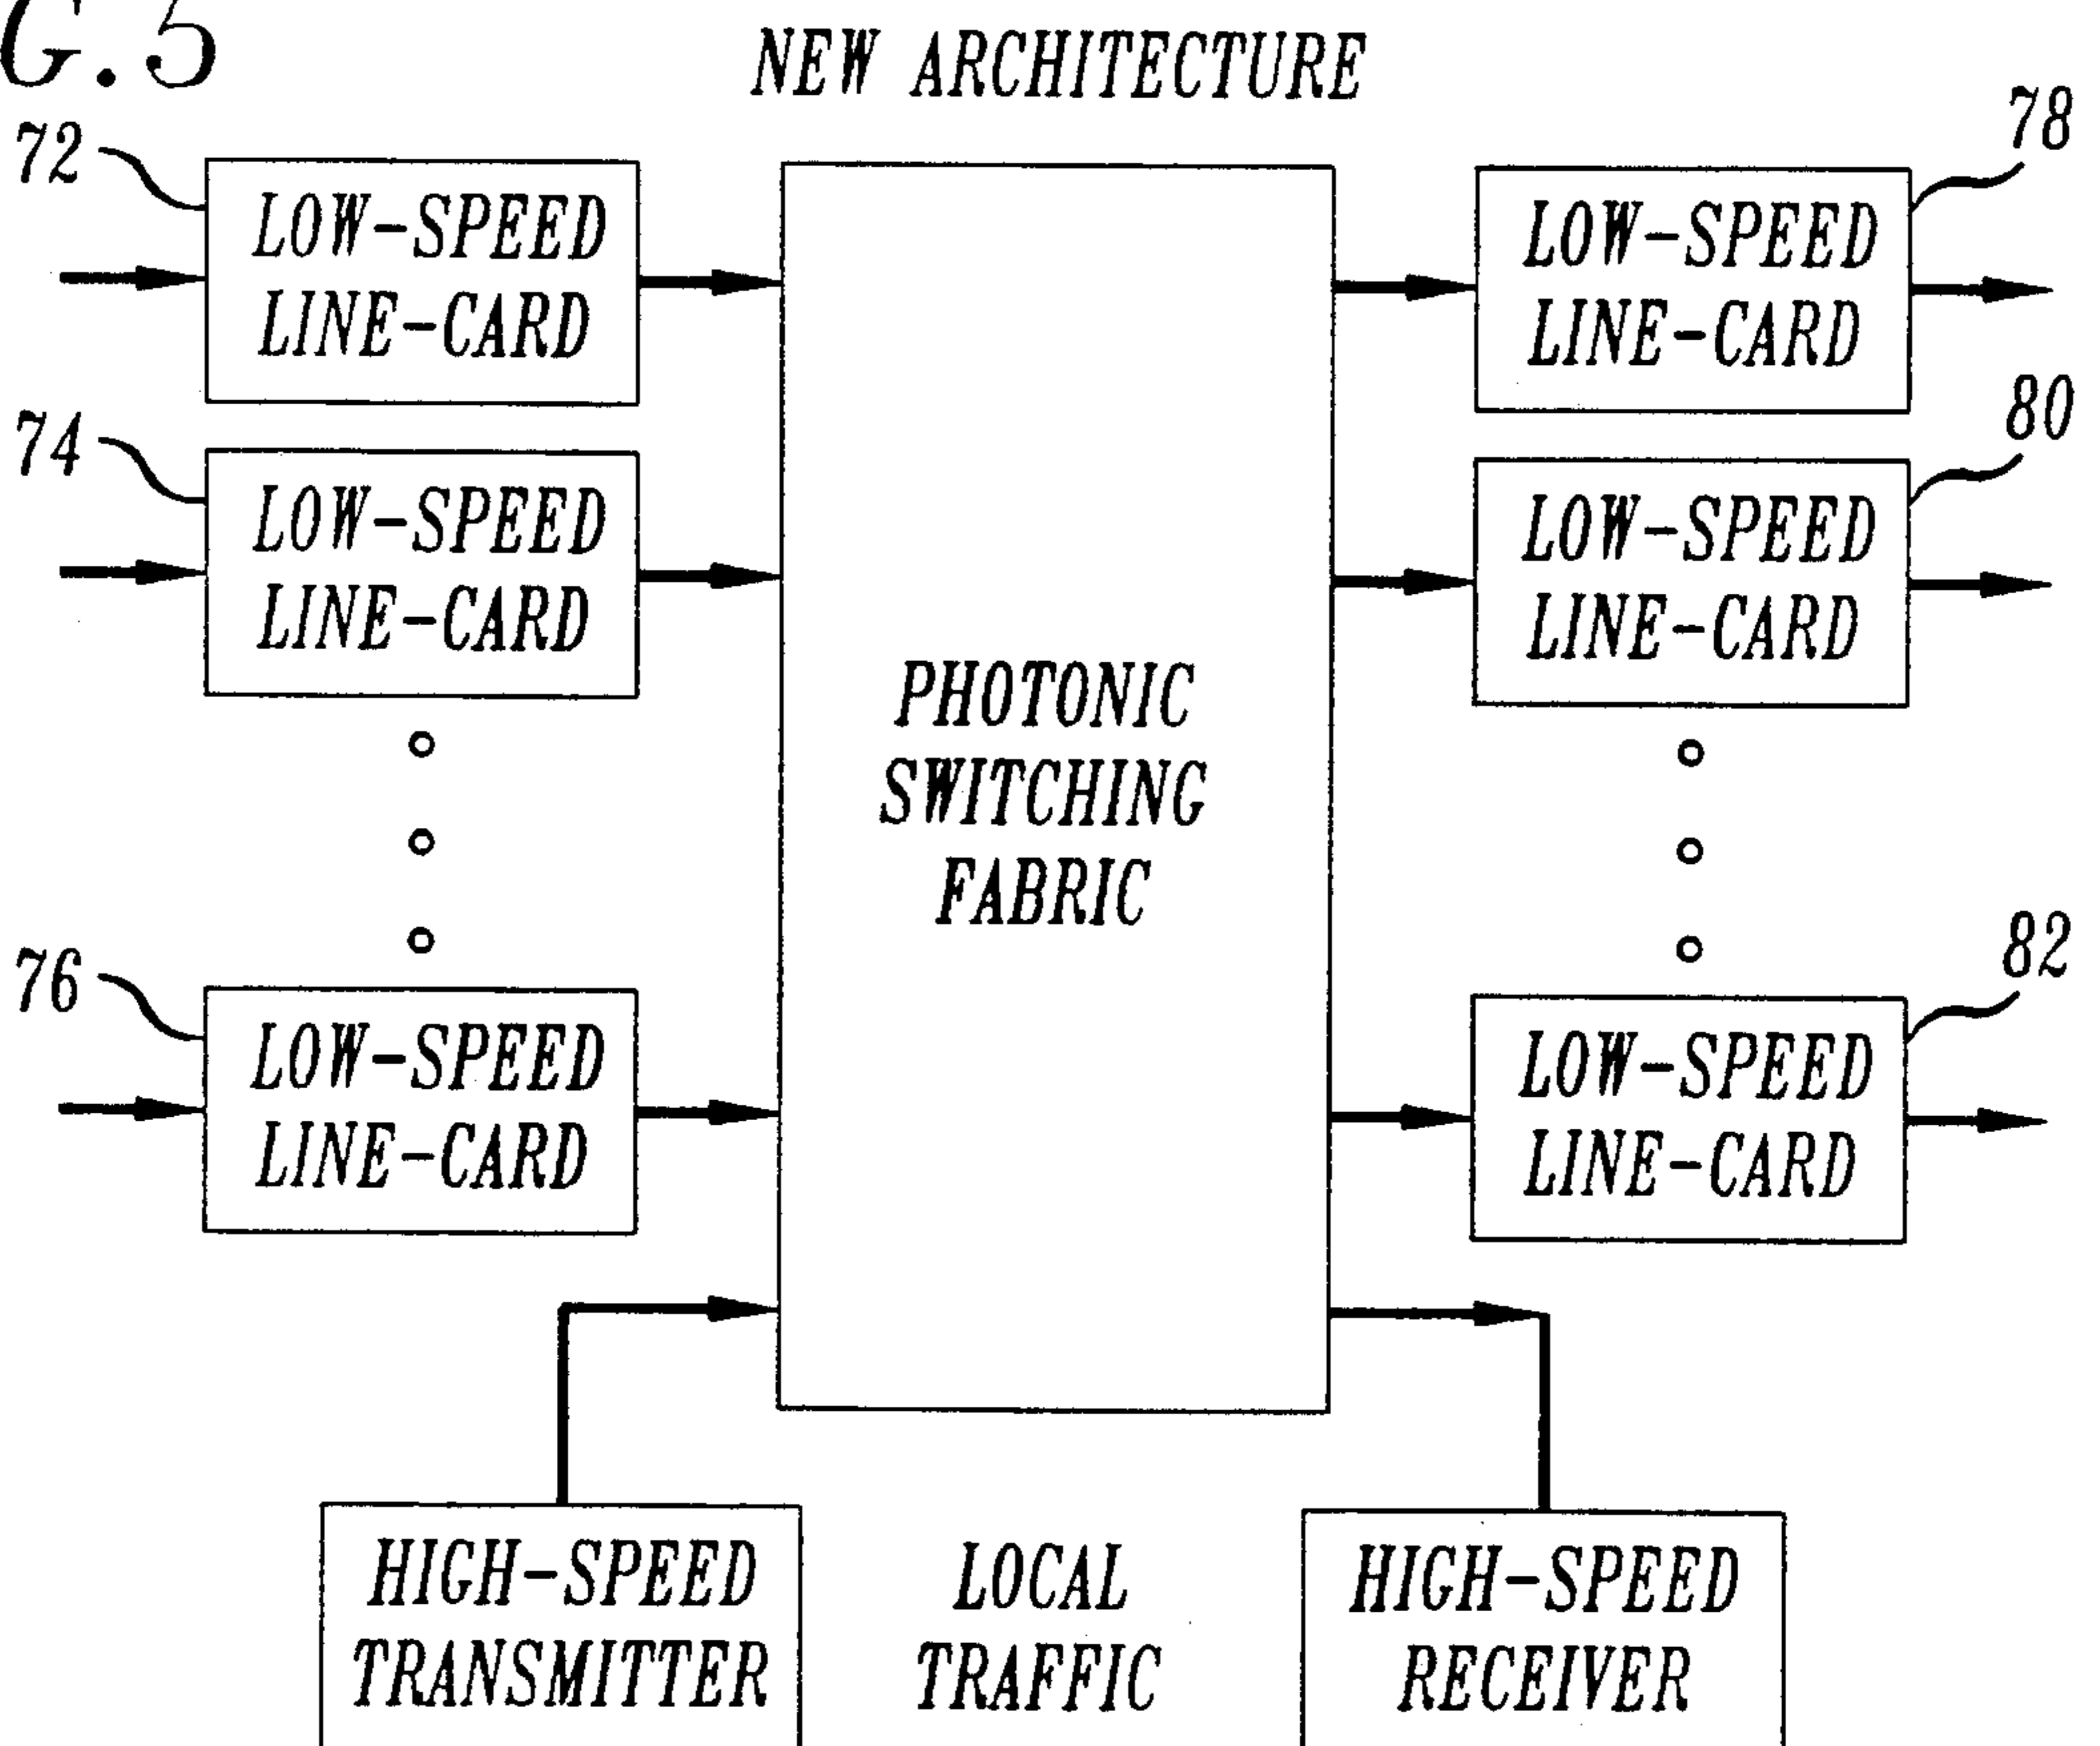 G.5
NEW ARCHITECTURE
72
LOW-SPEED
LINE-CARD
74
LOW-SPEED
LINE-CARD
76
LOW-SPEED
LINE-CARD
PHOTONIC
SWITCHING
FABRIC
78
LOW-SPEED
LINE-CARD
80
LOW-SPEED
LINE-CARD
82
LOW-SPEED
LINE-CARD
HIGH-SPEED
TRANSMITTER
LOCAL
TRAFFIC
HIGH-SPEED
RECEIVER